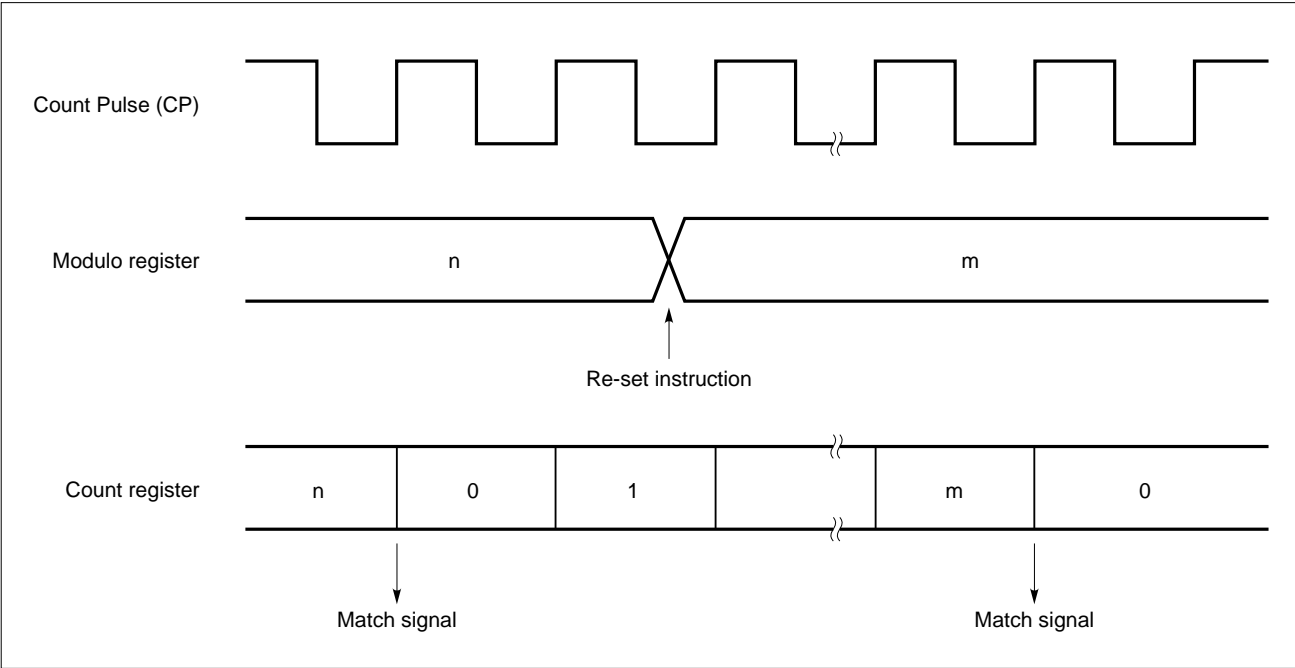 Count Pulse (CP)
Modulo register
n
m
Re-set instruction
Count register
n
0
1
m
0
Match signal
Match signal